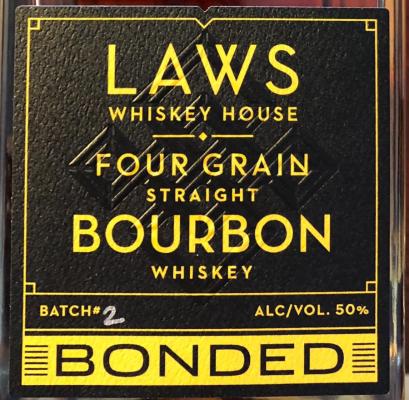 LAWS
WHISKEY HOUSE
FOUR GRAIN
STRAIGHT
BOURBON
WHISKEY
BATCH# 2 ALC/VOL. 50%
BONDED